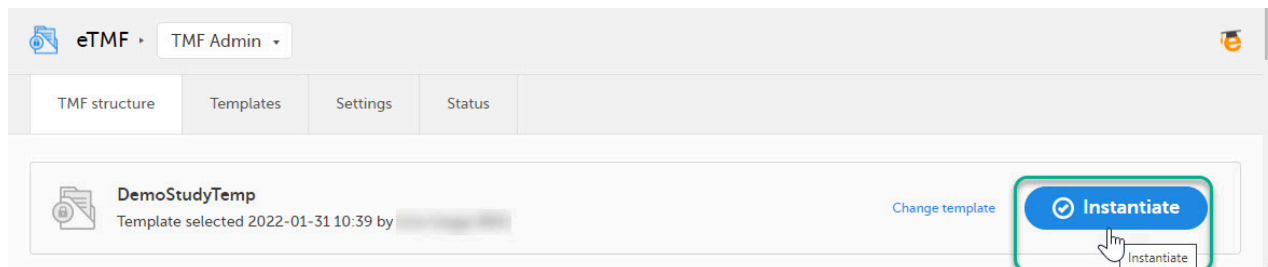 eTMF
TMF Admin
TMF structure
Templates
Settings
Status
DemoStudyTemp
Template selected 2022-01-31 10:39 by
Change template
Instantiate
Instantiate